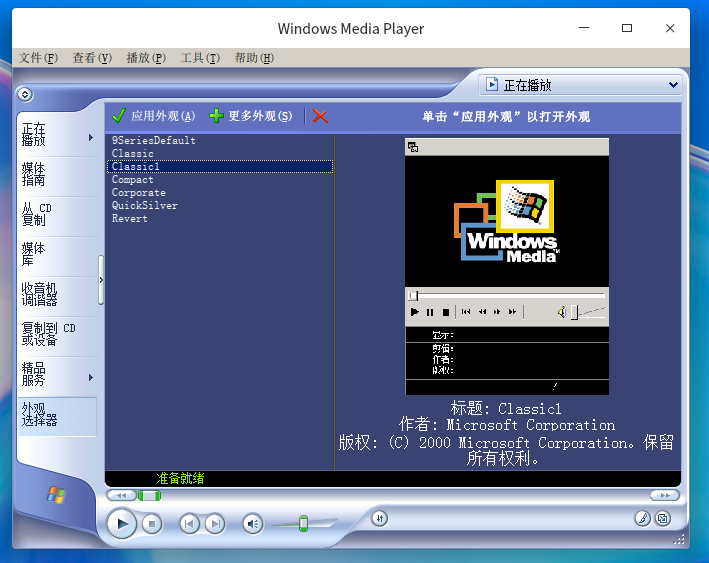 Windows Media Player
文件(F) 查看(V) 播放(P) 工具(T) 帮助(H)
正在播放
应用外观(A) 更多外观(S) 单击“应用外观”以打开外观
正在
播放
媒体
指南
从 CD
复制
媒体
库
收音机
调谐器
复制到 CD
或设备
精品
服务
外观
选择器
9SeriesDefault
Classic
Classic1
Compact
Corporate
QuickSilver
Revert
Windows
Media™
显示:
剪辑:
作者:
版权:
标题: Classic1
作者: Microsoft Corporation
版权: (C) 2000 Microsoft Corporation。保留
所有权利。
准备就绪